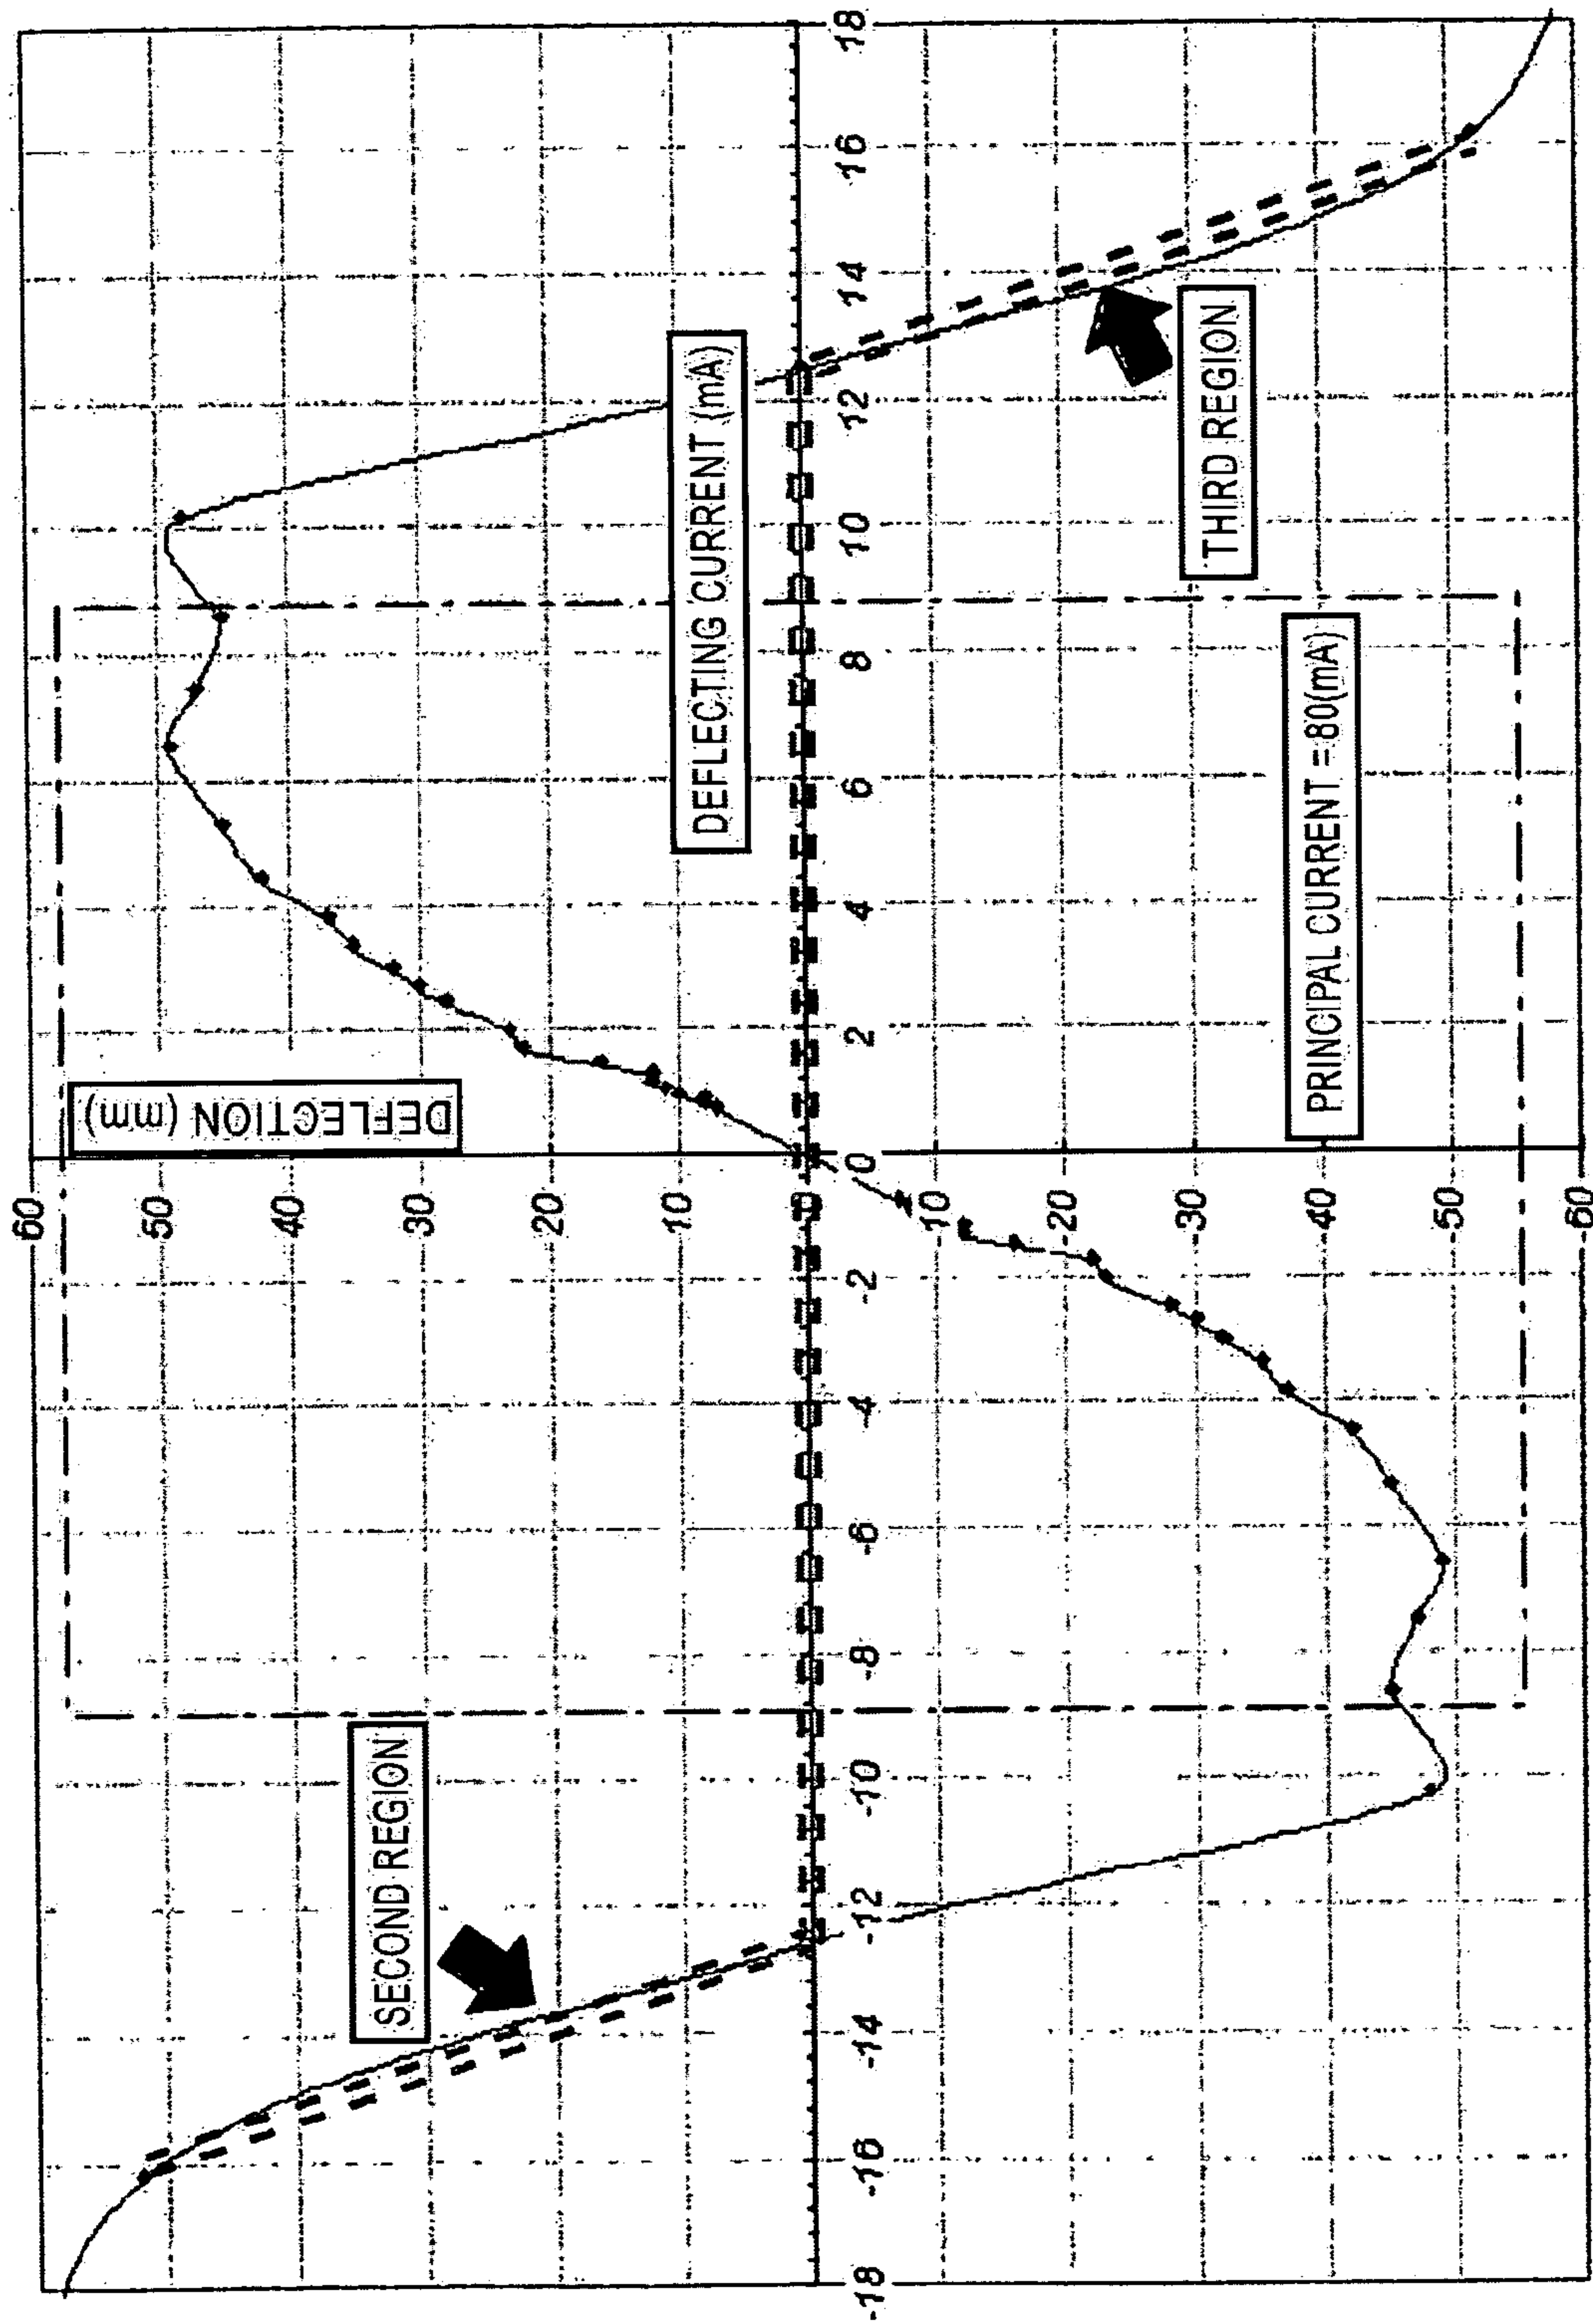 60
DEFLECTION (mm)
50
40
30
SECOND REGION
20
10
DEFLECTING CURRENT (mA)
0
-18 -16 -14 -12 -10 -8 -6 -4 -2 0 2 4 6 8 10 12 14 16 18
10
20
30
THIRD REGION
40
PRINCIPAL CURRENT = 80(mA)
50
60